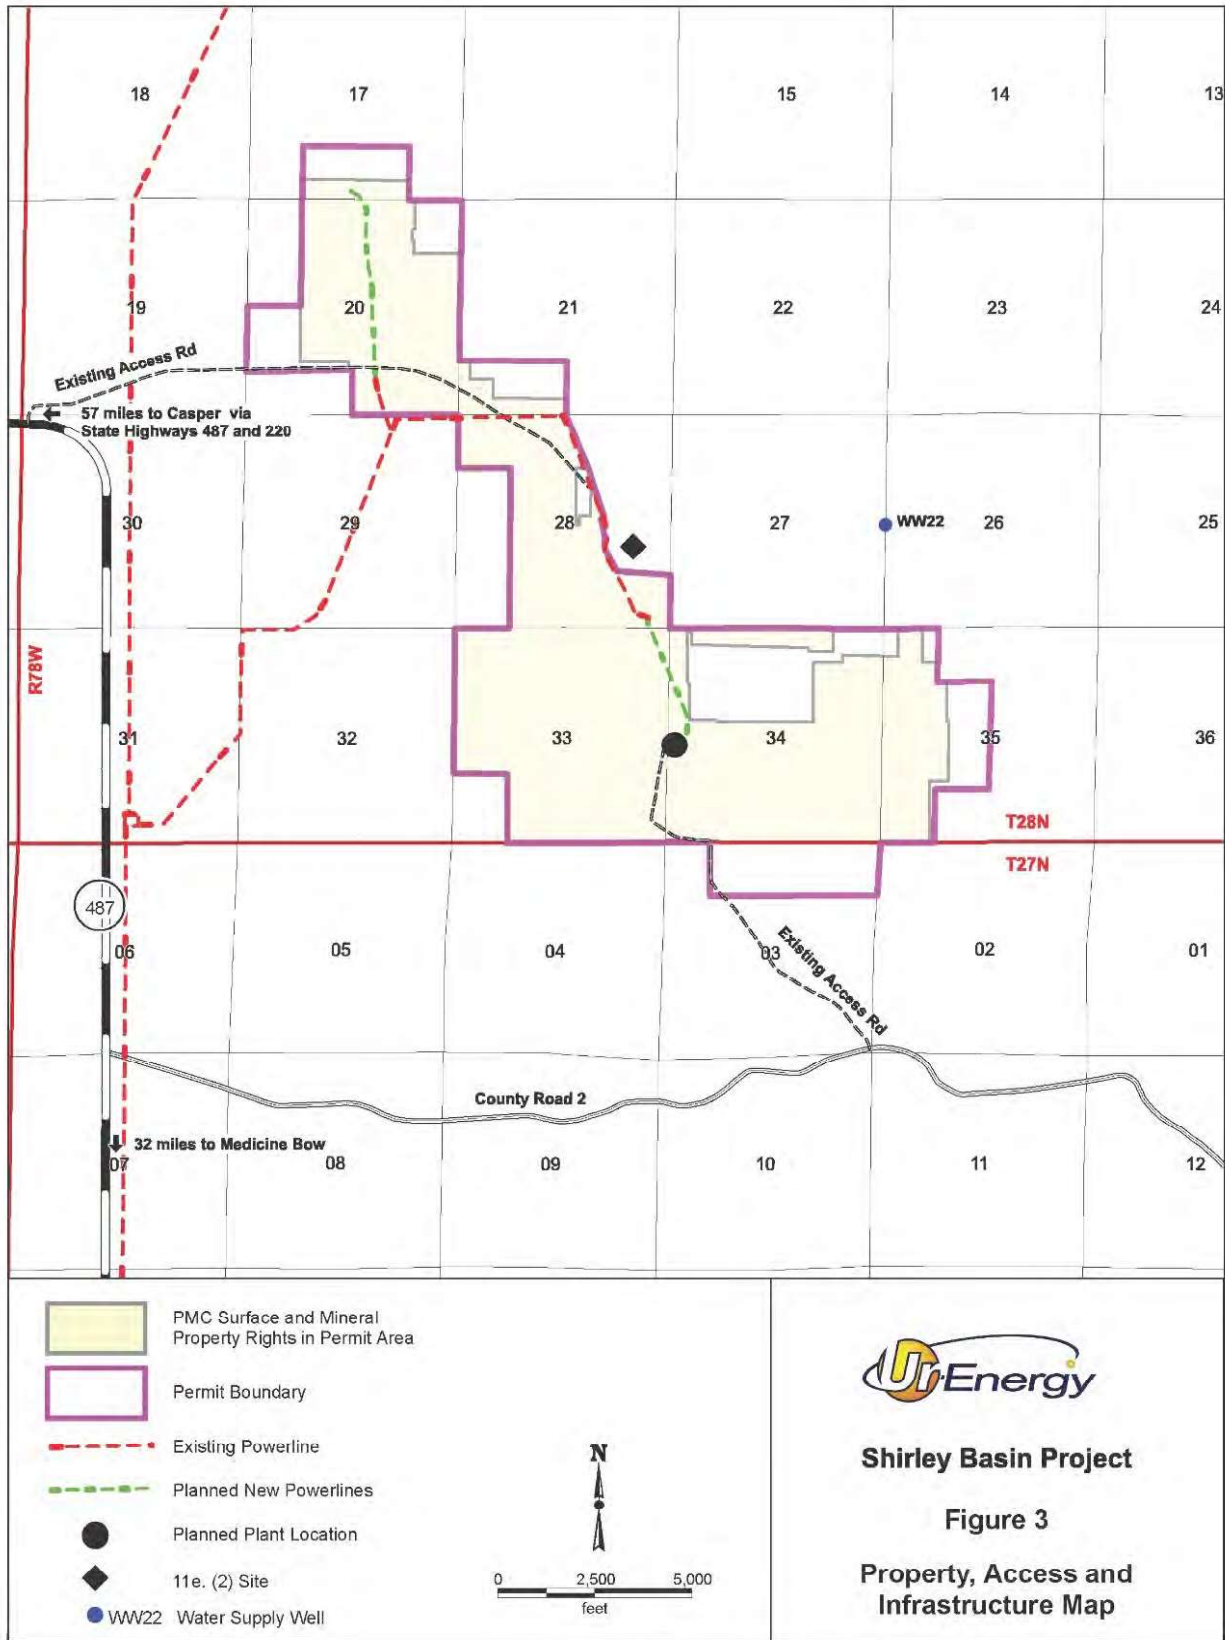 18
17
15
14
13
19
20
21
22
23
24
Existing Access Rd
57 miles to Casper via
State Highways 487 and 220
30
29
28
27
WW22
26
25
R78W
31
32
33
34
35
36
T28N
T27N
487
06
05
04
03
02
01
Existing Access Rd
County Road 2
32 miles to Medicine Bow
07
08
09
10
11
12
PMC Surface and Mineral
Property Rights in Permit Area
Permit Boundary
Existing Powerline
Planned New Powerlines
Planned Plant Location
11e. (2) Site
WW22 Water Supply Well
N
0 2,500 5,000
feet
Ur-Energy
Shirley Basin Project
Figure 3
Property, Access and
Infrastructure Map